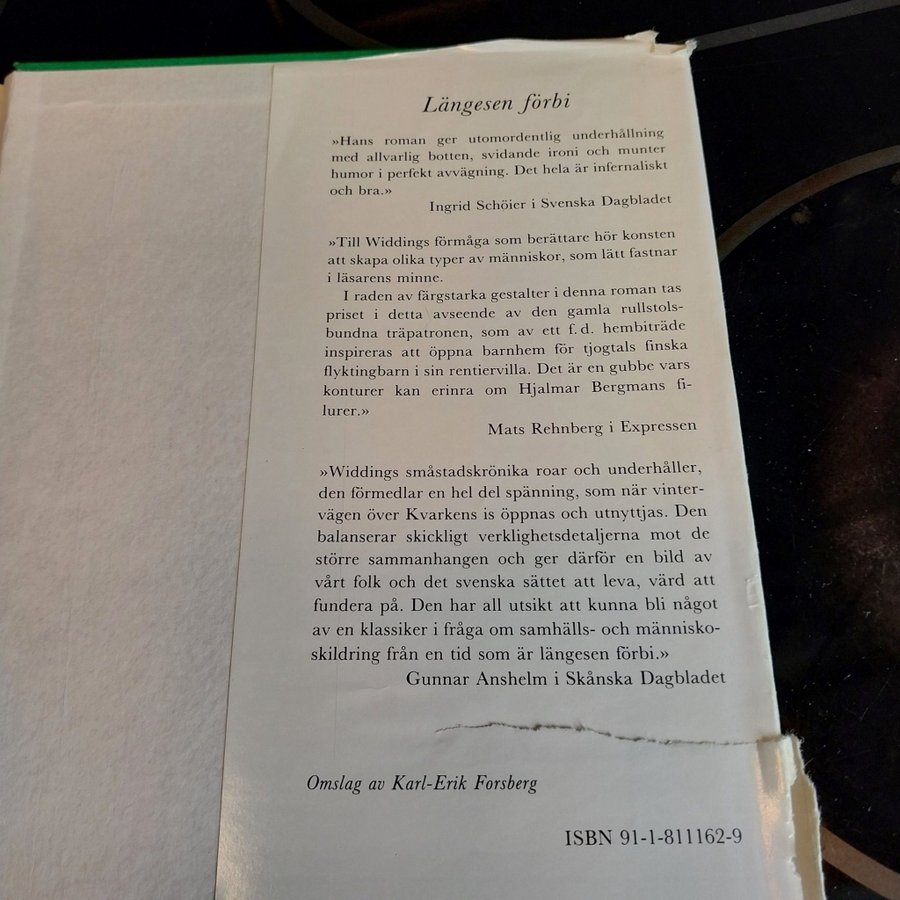 Längesen förbi
»Hans roman ger utomordentlig underhållning
med allvarlig botten, svidande ironi och munter
humor i perfekt avvägning. Det hela är infernaliskt
och bra.»
Ingrid Schöier i Svenska Dagbladet
»Till Widdings förmåga som berättare hör konsten
att skapa olika typer av människor, som lätt fastnar
i läsarens minne.
I raden av färgstarka gestalter i denna roman tas
priset i detta avseende av den gamla rullstols-
bundna träpatronen, som av ett f.d. hembiträde
inspireras att öppna barnhem för tjogtals finska
flyktingbarn i sin rentiervilla. Det är en gubbe vars
konturer kan erinra om Hjalmar Bergmans fi-
lurer.»
Mats Rehnberg i Expressen
»Widdings småstadskrönika roar och underhåller,
den förmedlar en hel del spänning, som när vinter-
vägen över Kvarkens is öppnas och utnyttjas. Den
balanserar skickligt verklighetsdetaljerna mot de
större sammanhangen och ger därför en bild av
vårt folk och det svenska sättet att leva, värd att
fundera på. Den har all utsikt att kunna bli något
av en klassiker i fråga om samhälls- och människo-
skildring från en tid som är längesen förbi.»
Gunnar Anshelm i Skånska Dagbladet
Omslag av Karl-Erik Forsberg
ISBN 91-1-811162-9